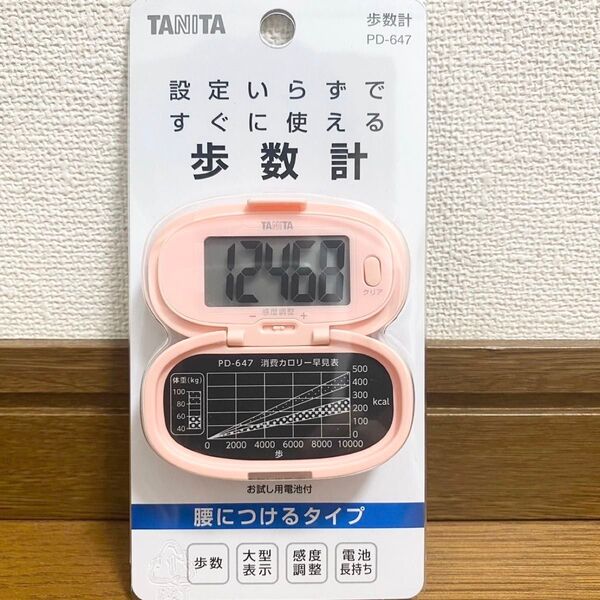 TANITA
歩数計
PD-647
設定いらずで
すぐに使える
歩数計
TANITA
12468
クリア
− 感度調整 +
PD-647 消費カロリー早見表
体重(kg)
100
80
60
40
500
400
300
200
100
0
kcal
0 2000 4000 6000 8000 10000
歩
お試し用電池付
腰につけるタイプ
歩数
大型表示
感度調整
電池長持ち